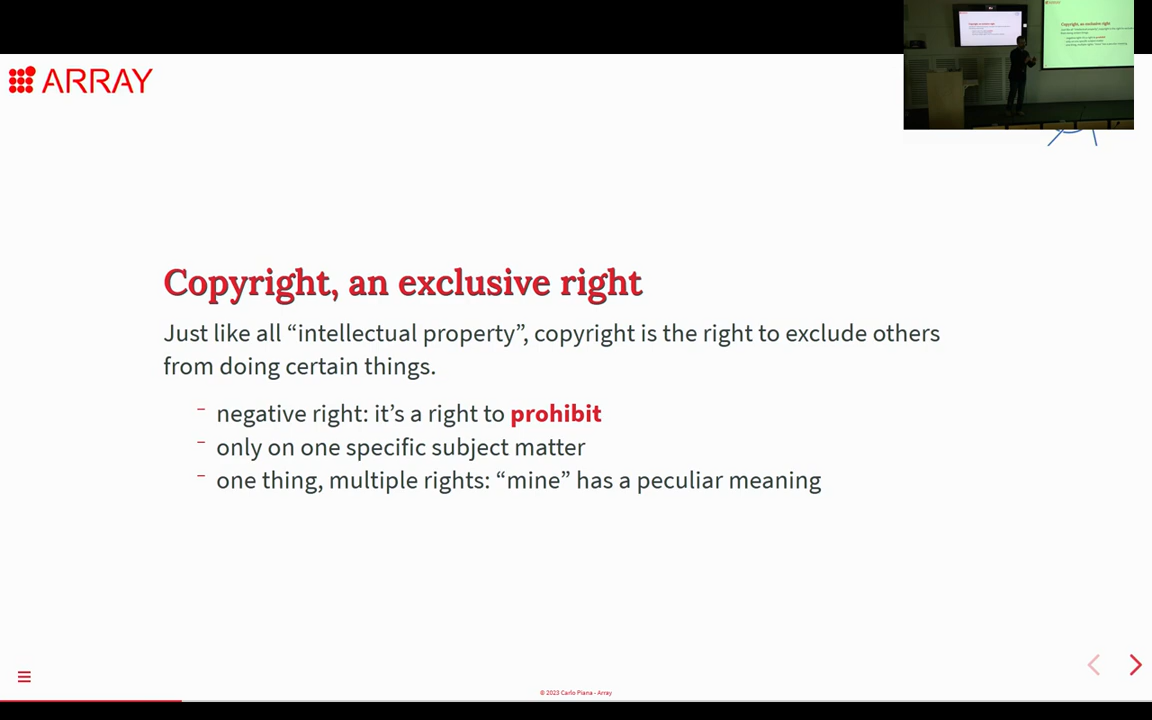 ARRAY
Copyright, an exclusive right
Just like all “intellectual property”, copyright is the right to exclude others
from doing certain things.
negative right: it’s a right to prohibit
only on one specific subject matter
one thing, multiple rights: “mine” has a peculiar meaning
© 2023 Carlo Piana - Array